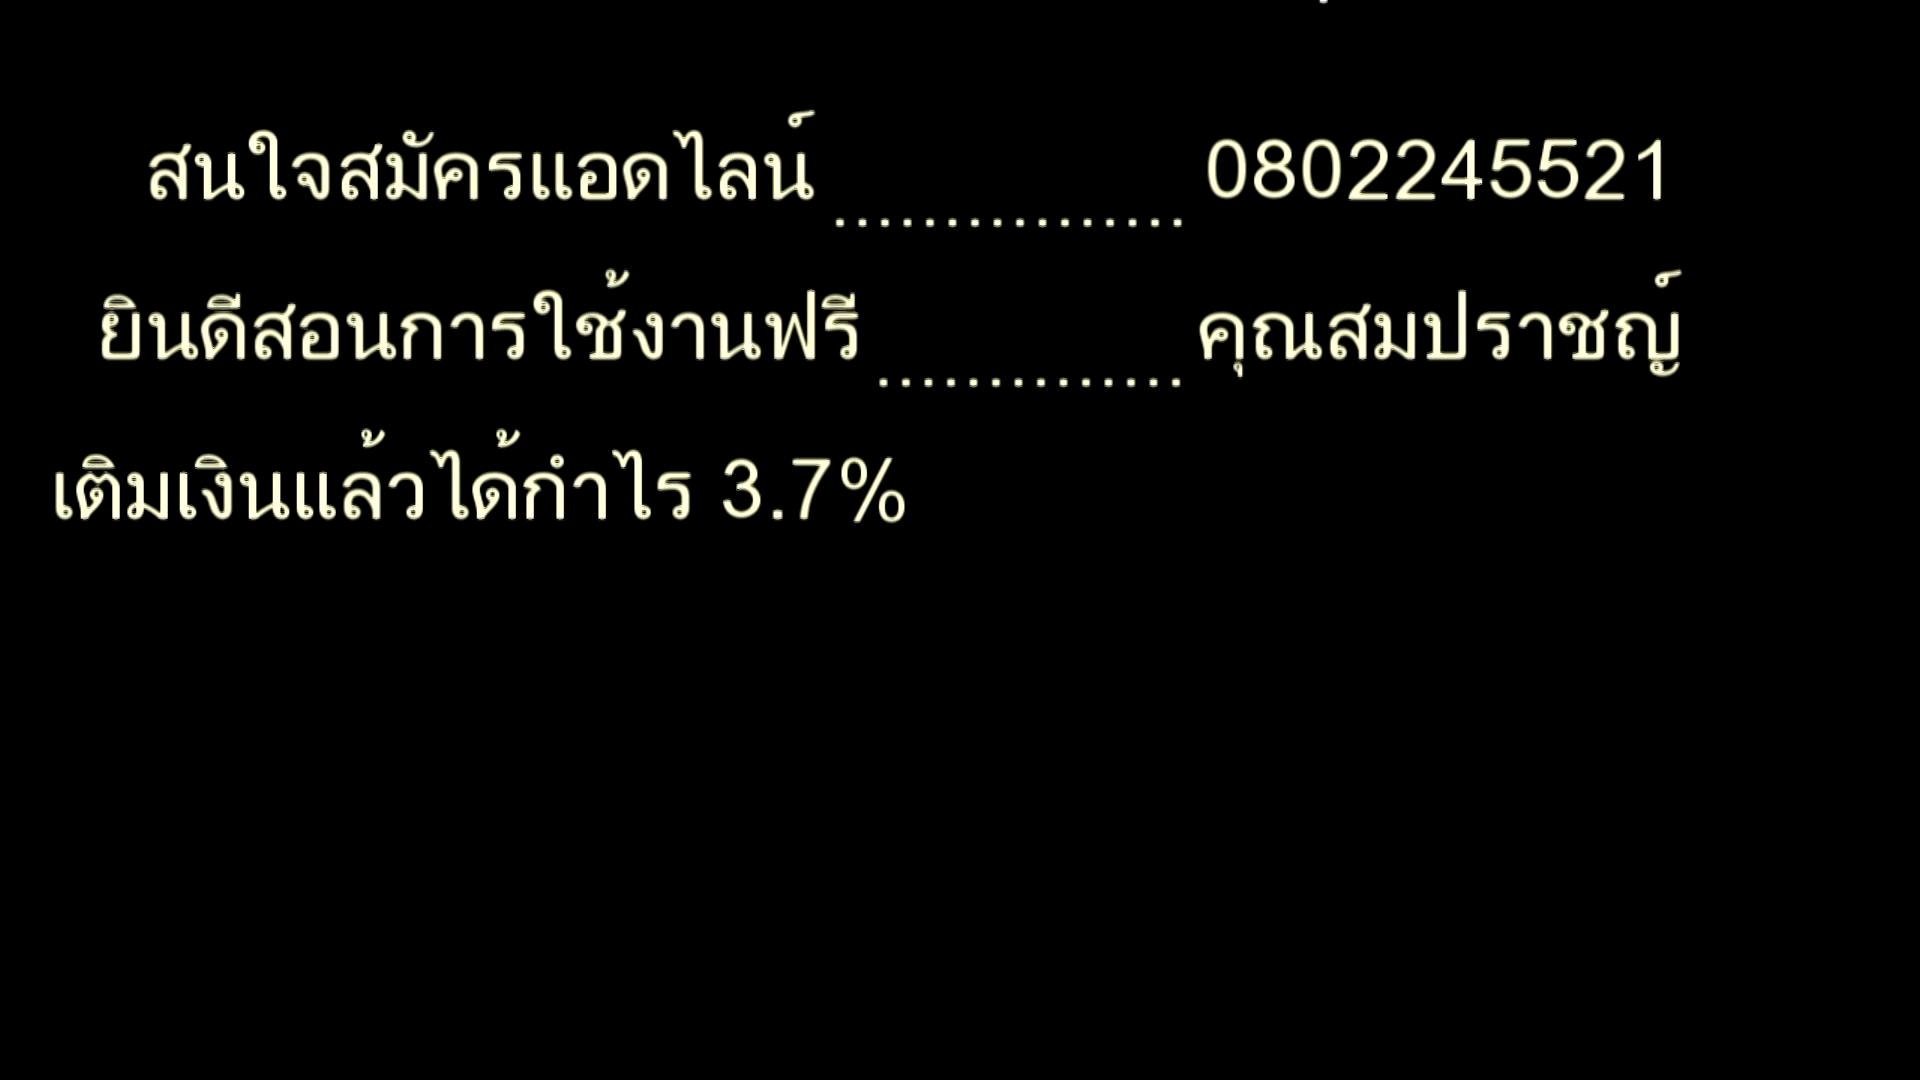 สนใจสมัครแอดไลน์ ................ 0802245521
ยินดีสอนการใช้งานฟรี .............. คุณสมปราชญ์
เติมเงินแล้วได้กำไร 3.7%